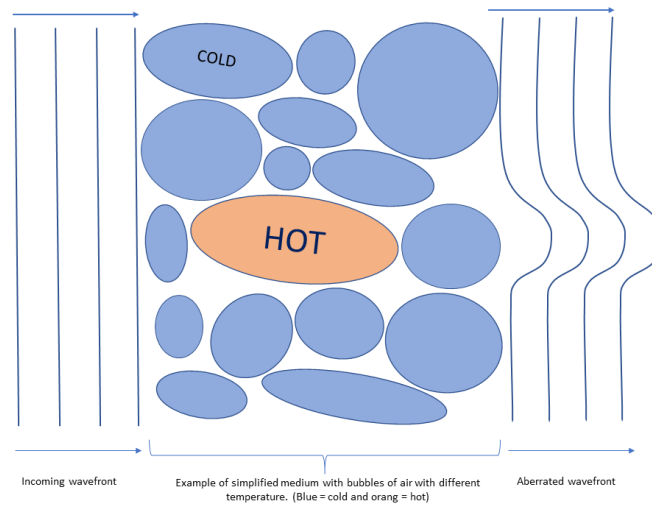 COLD
HOT
Incoming wavefront
Example of simplified medium with bubbles of air with different
temperature. (Blue = cold and orang = hot)
Aberrated wavefront